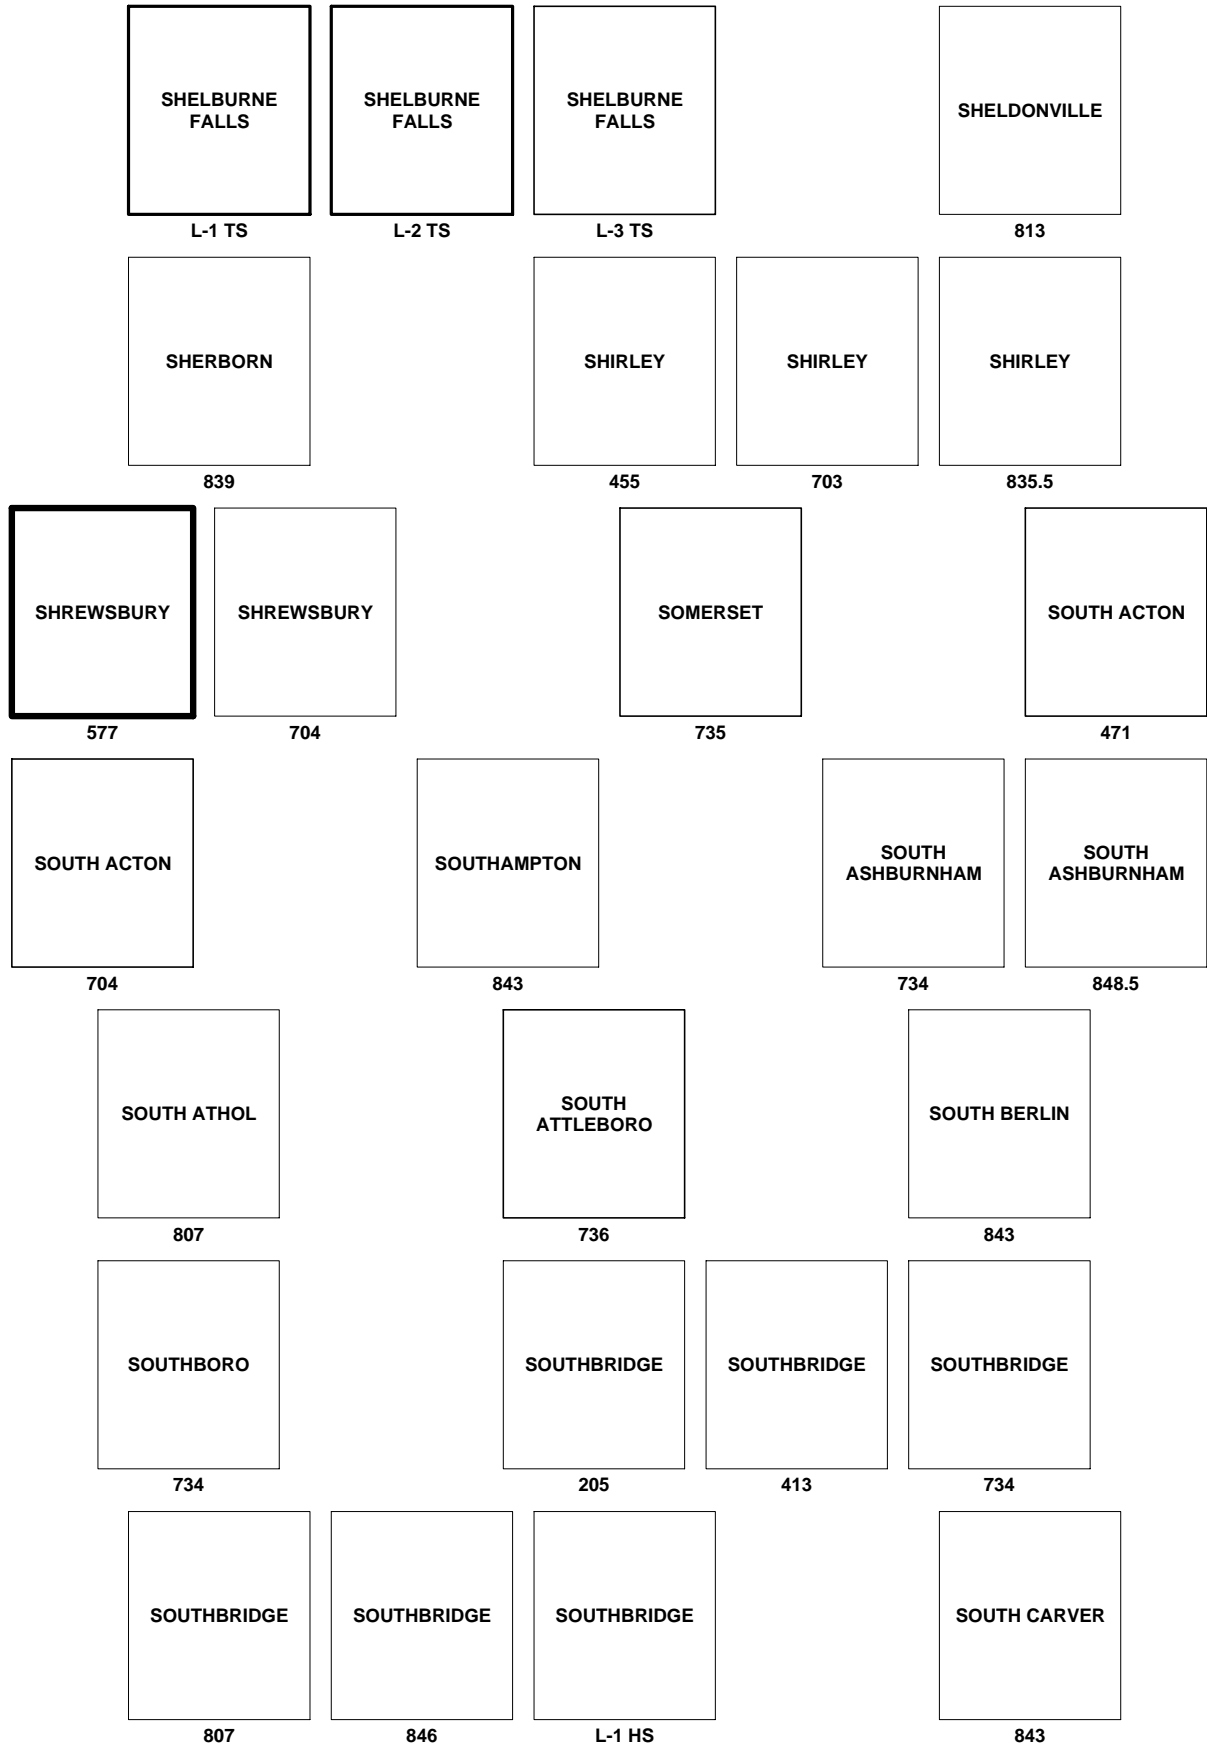 SHELBURNE
FALLS
L-1 TS
SHELBURNE
FALLS
L-2 TS
SHELBURNE
FALLS
L-3 TS
SHELDONVILLE
813
SHERBORN
839
SHIRLEY
455
SHIRLEY
703
SHIRLEY
835.5
SHREWSBURY
577
SHREWSBURY
704
SOMERSET
735
SOUTH ACTON
471
SOUTH ACTON
704
SOUTHAMPTON
843
SOUTH
ASHBURNHAM
734
SOUTH
ASHBURNHAM
848.5
SOUTH ATHOL
807
SOUTH
ATTLEBORO
736
SOUTH BERLIN
843
SOUTHBORO
734
SOUTHBRIDGE
205
SOUTHBRIDGE
413
SOUTHBRIDGE
734
SOUTHBRIDGE
807
SOUTHBRIDGE
846
SOUTHBRIDGE
L-1 HS
SOUTH CARVER
843